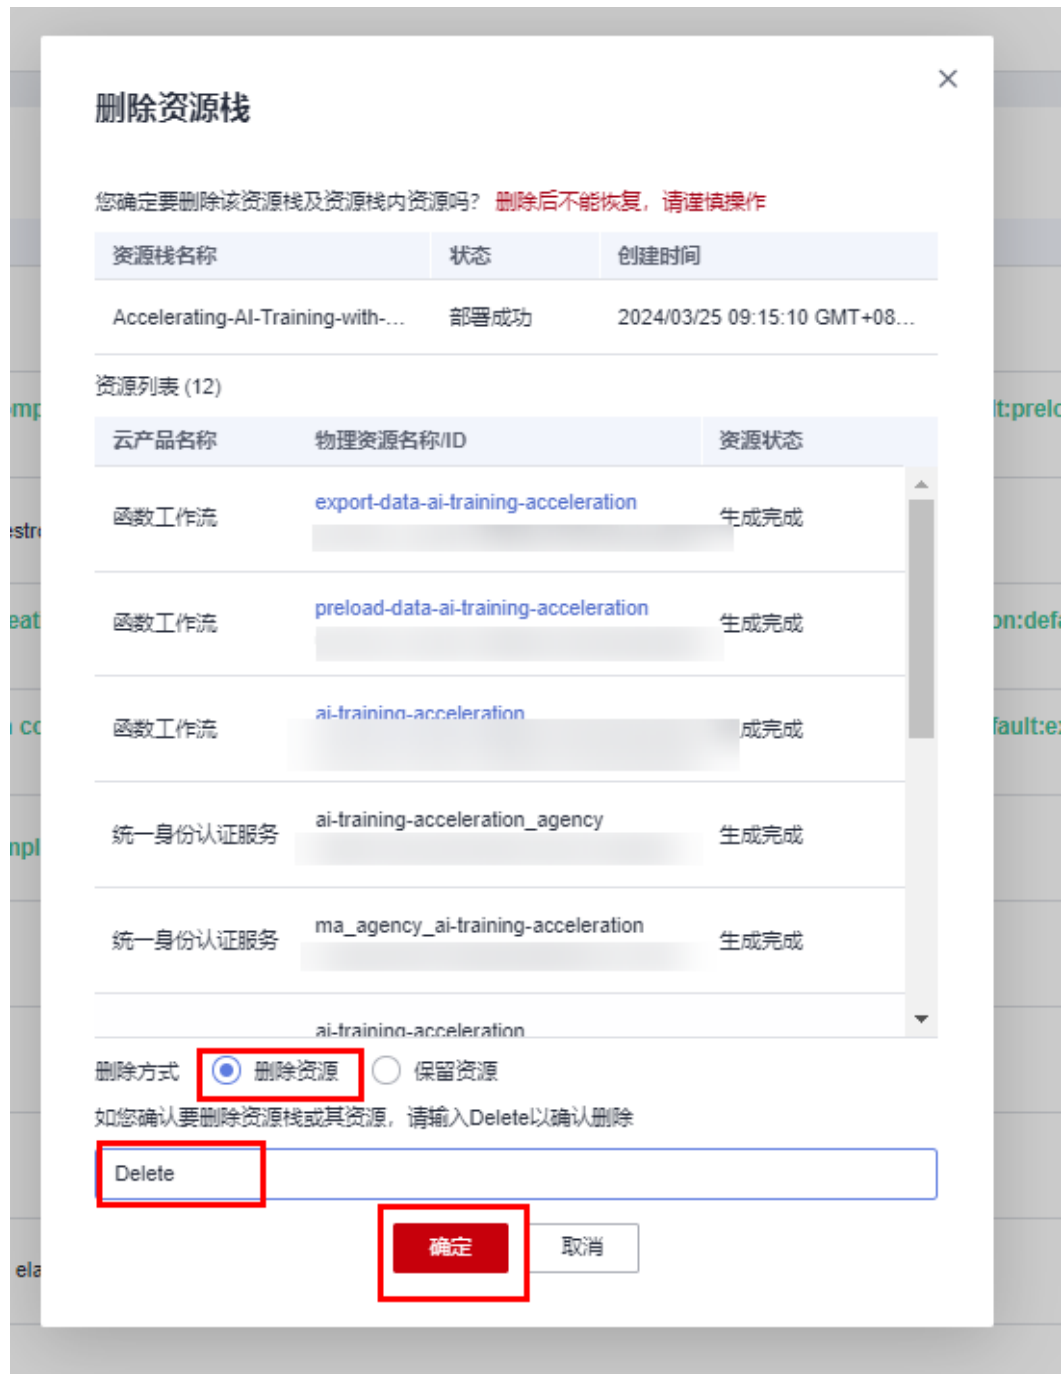 删除资源栈
您确定要删除该资源栈及资源栈内资源吗？ 删除后不能恢复，请谨慎操作
资源栈名称 状态 创建时间
Accelerating-AI-Training-with-... 部署成功 2024/03/25 09:15:10 GMT+08...
资源列表 (12)
云产品名称 物理资源名称/ID 资源状态
函数工作流 export-data-ai-training-acceleration 生成完成
函数工作流 preload-data-ai-training-acceleration 生成完成
函数工作流 ai-training-acceleration 成完成
统一身份认证服务 ai-training-acceleration_agency 生成完成
统一身份认证服务 ma_agency_ai-training-acceleration 生成完成
ai-training-acceleration
删除方式 删除资源 保留资源
如您确认要删除资源栈或其资源，请输入Delete以确认删除
Delete
确定 取消